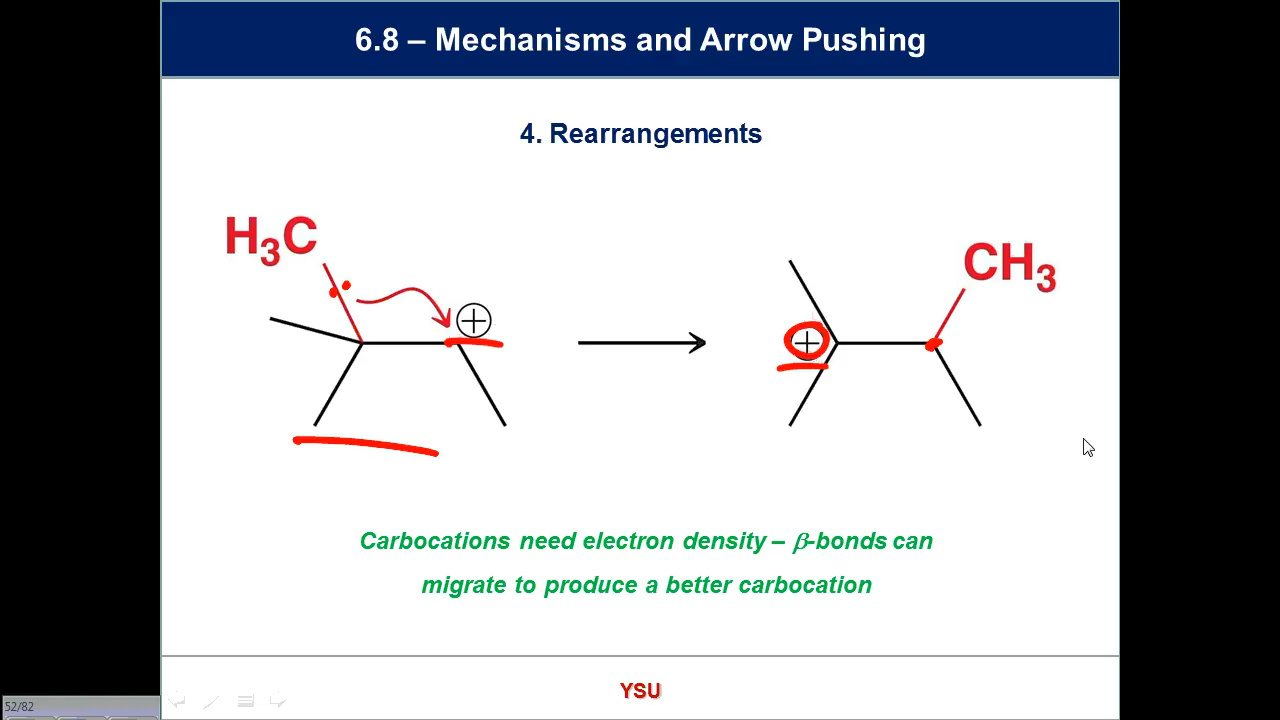 6.8 – Mechanisms and Arrow Pushing
4. Rearrangements
H₃C
CH₃
Carbocations need electron density – β-bonds can
migrate to produce a better carbocation
YSU
52/82